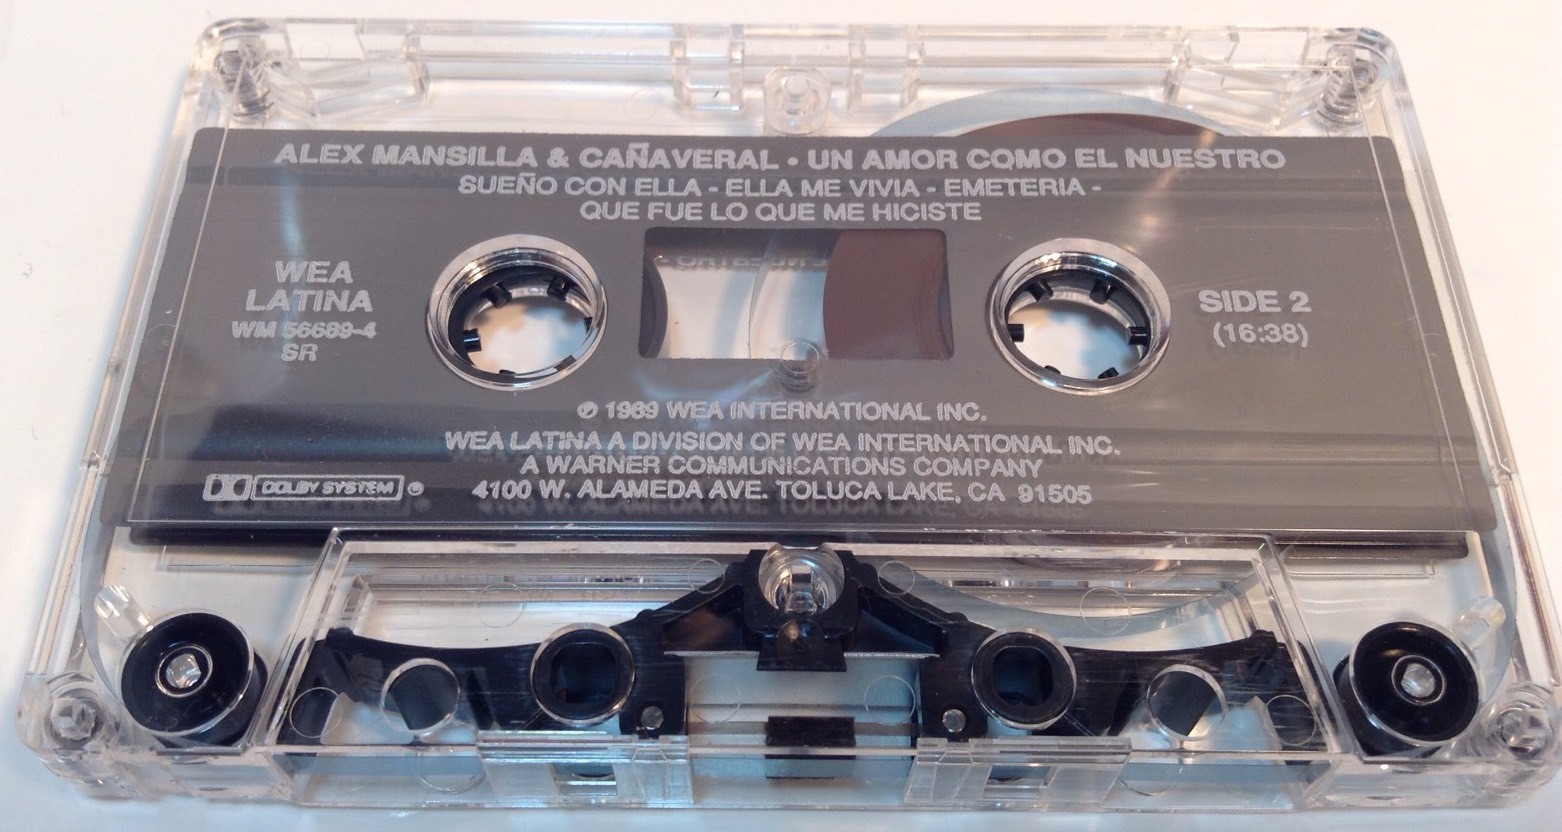 ALEX MANSILLA & CAÑAVERAL • UN AMOR COMO EL NUESTRO
SUEÑO CON ELLA - ELLA ME VIVIA - EMETERIA -
QUE FUE LO QUE ME HICISTE
WEA
LATINA
WM 56689-4
SR
SIDE 2
(16:38)
℗ 1989 WEA INTERNATIONAL INC.
WEA LATINA A DIVISION OF WEA INTERNATIONAL INC.
A WARNER COMMUNICATIONS COMPANY
4100 W. ALAMEDA AVE. TOLUCA LAKE, CA 91505
DOLBY SYSTEM ®